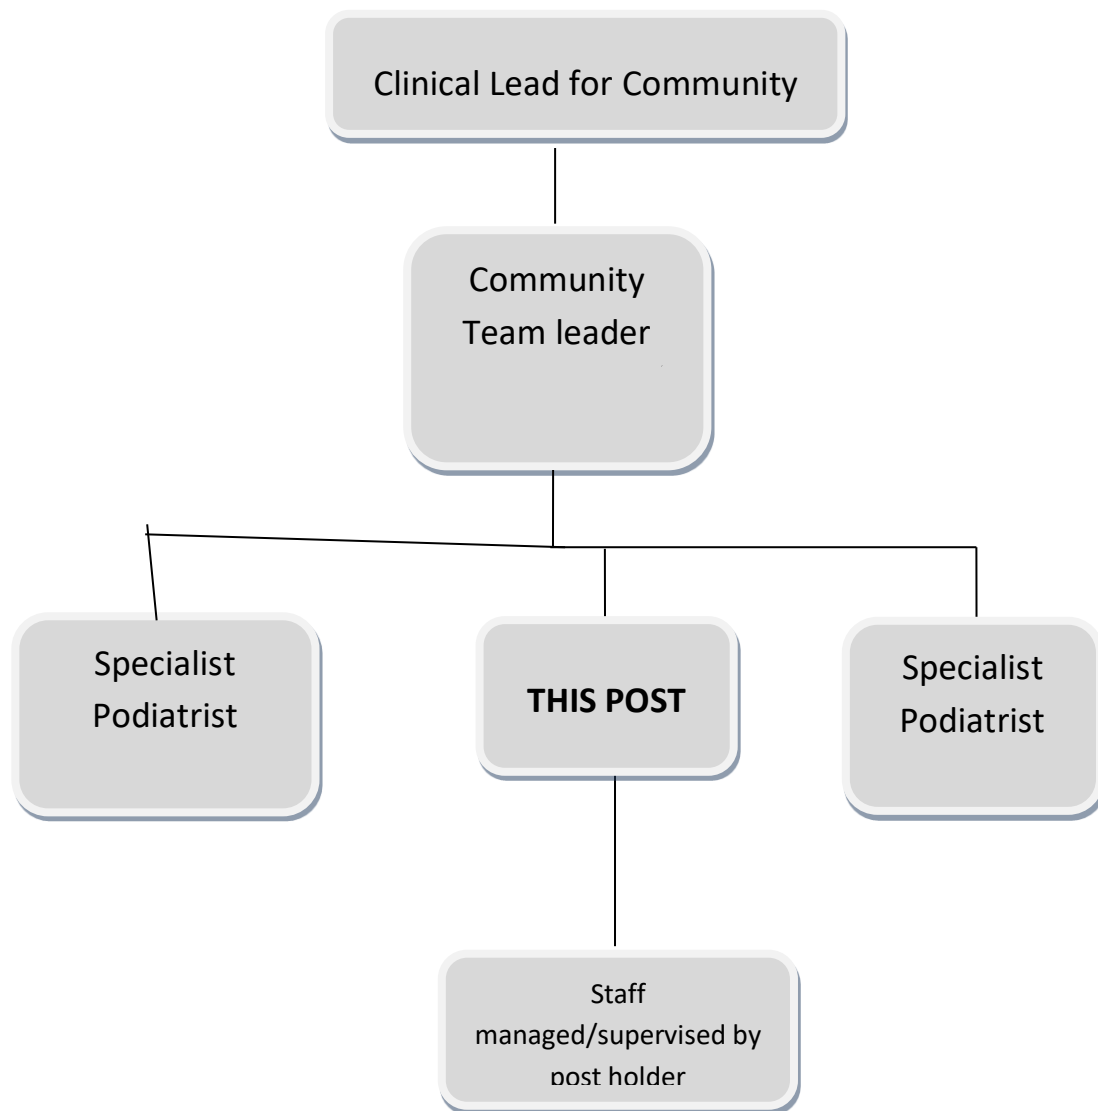 Clinical Lead for Community
Community
Team leader
Specialist
Podiatrist
THIS POST
Specialist
Podiatrist
Staff
managed/supervised by
post holder